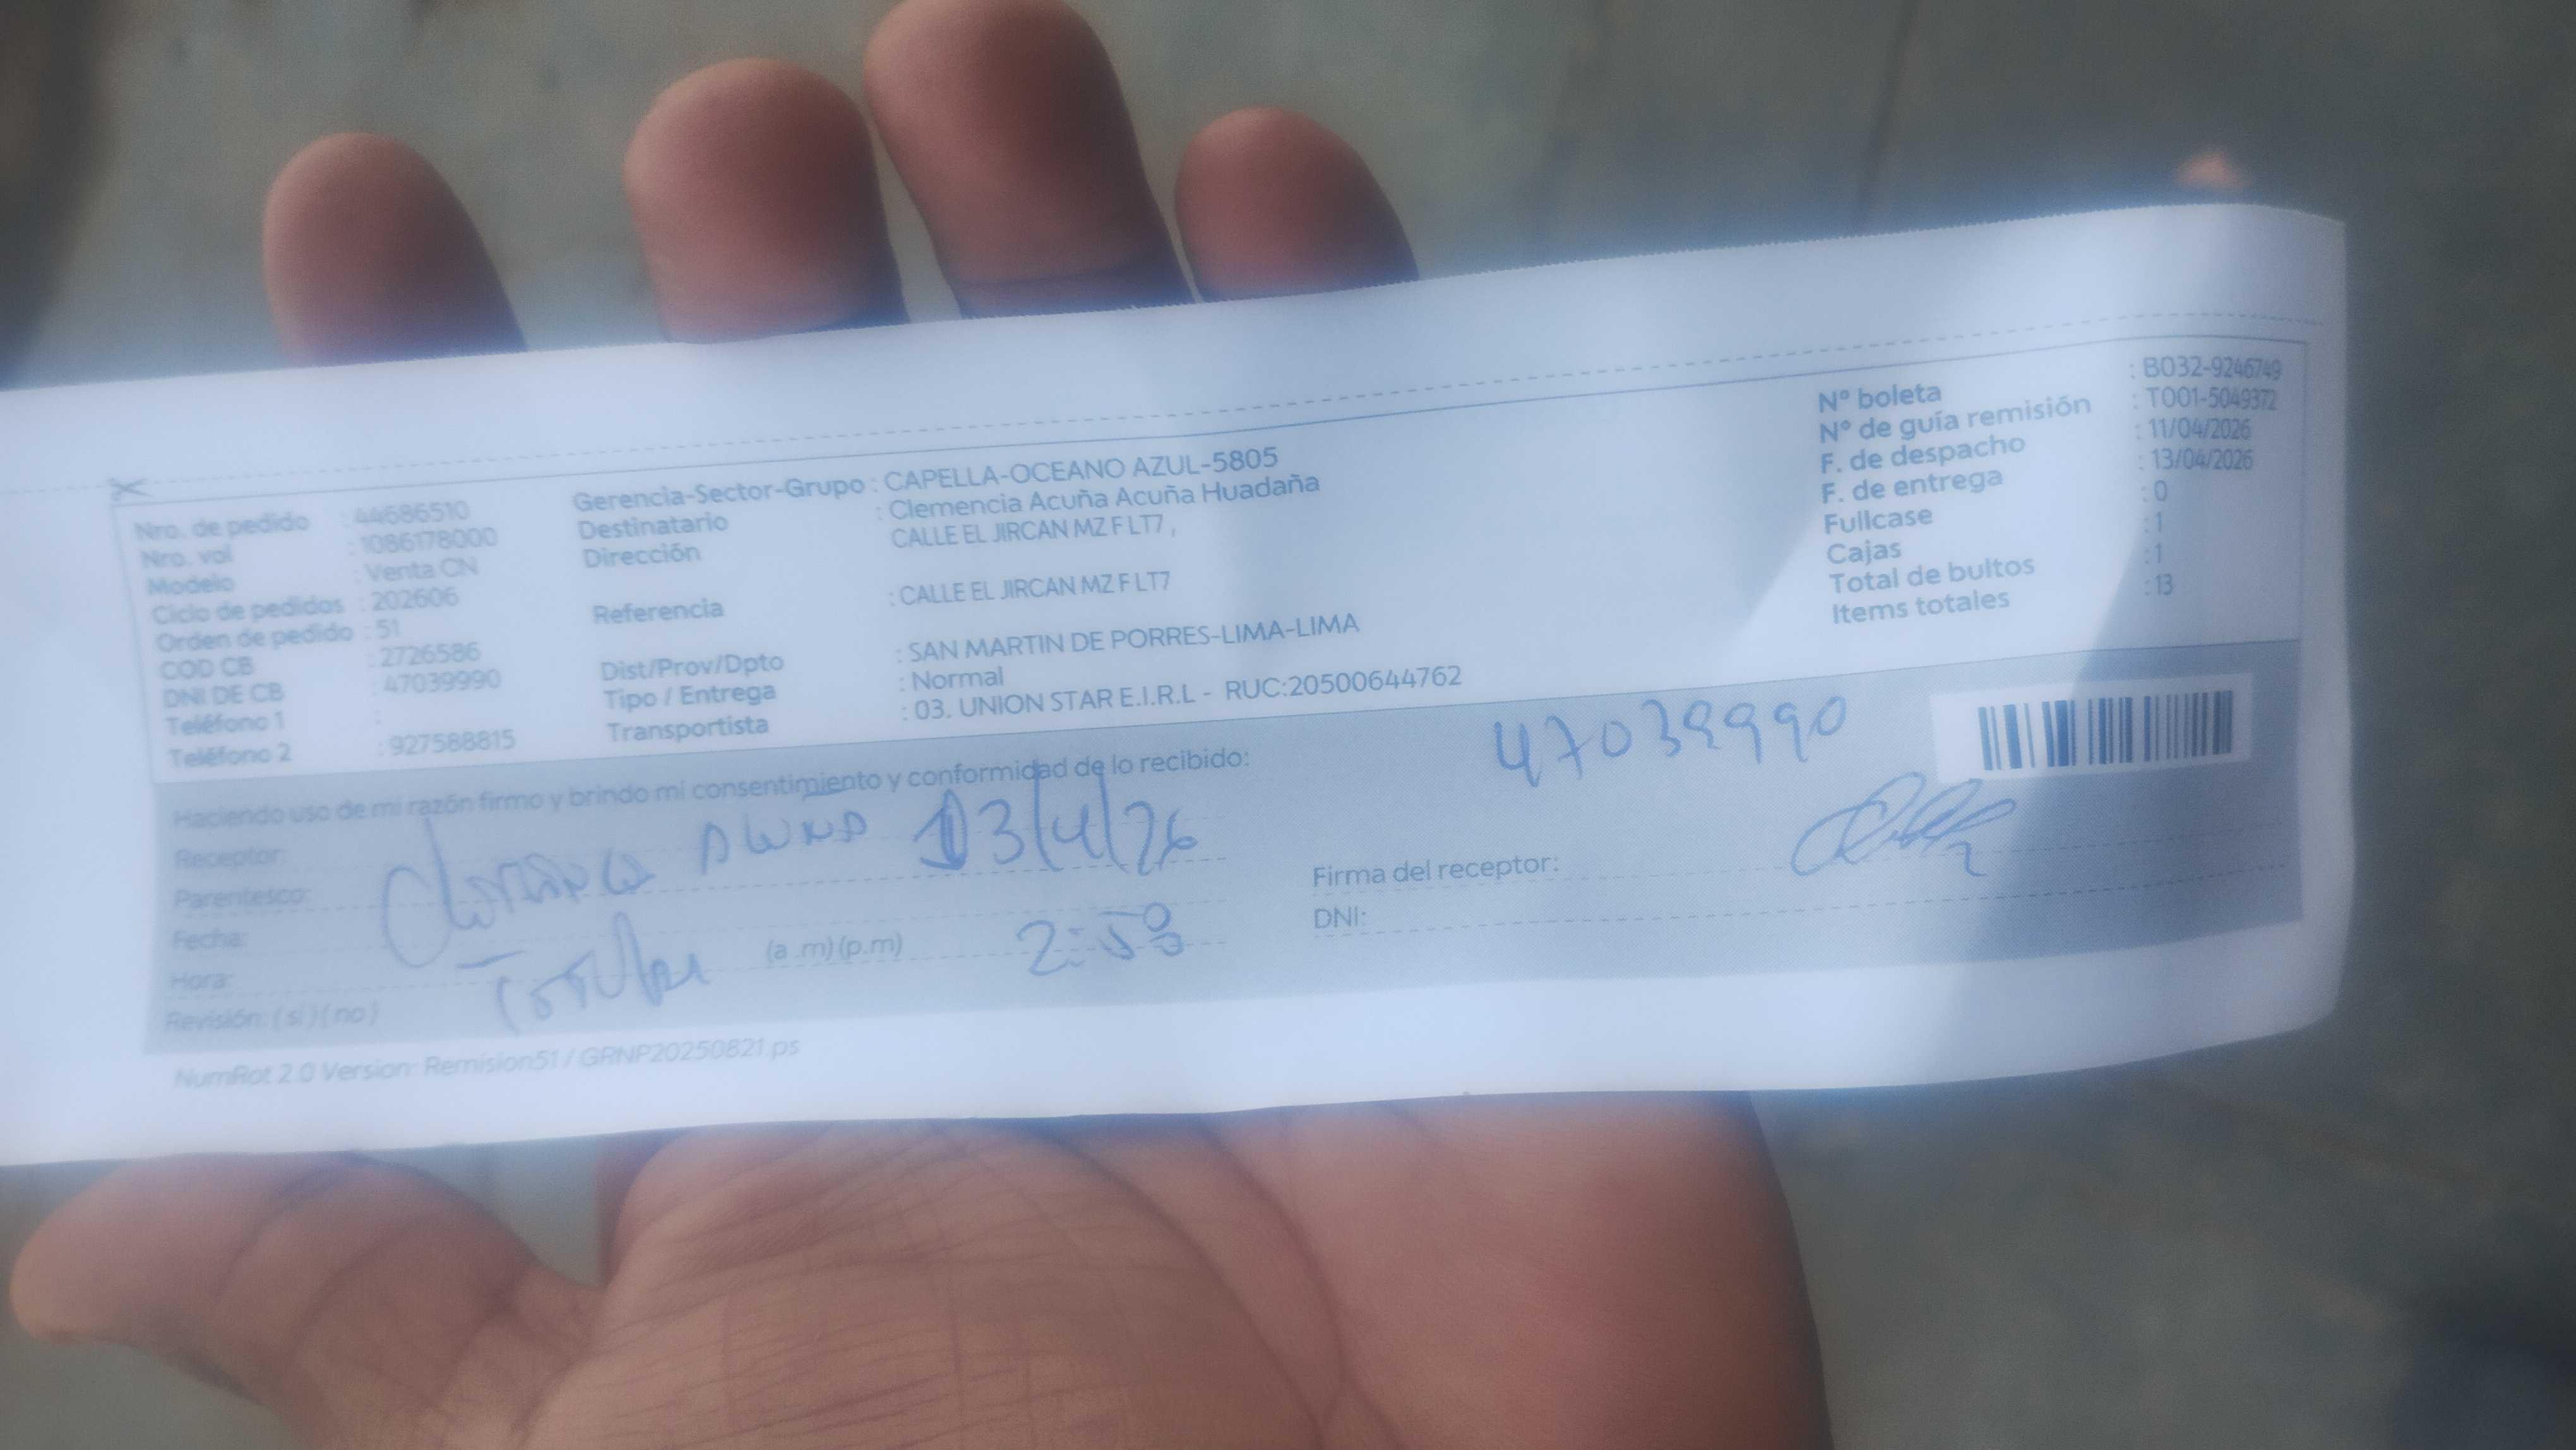 Nro. de pedido : 44686510
Nro. vol : 1086178000
Modelo : Venta CN
Ciclo de pedidos : 202606
Orden de pedido : 51
COD CB : 2726586
DNI DE CB : 47039990
Teléfono 1 :
Teléfono 2 : 927588815
Gerencia-Sector-Grupo : CAPELLA-OCEANO AZUL-5805
Destinatario : Clemencia Acuña Acuña Huadaña
Dirección CALLE EL JIRCAN MZ F LT7 ,
Referencia : CALLE EL JIRCAN MZ F LT7
Dist/Prov/Dpto : SAN MARTIN DE PORRES-LIMA-LIMA
Tipo / Entrega : Normal
Transportista : 03. UNION STAR E.I.R.L - RUC:20500644762
Nº boleta : B032-9246749
Nº de guía remisión : T001-5049372
F. de despacho : 11/04/2026
F. de entrega : 13/04/2026
Fullcase : 0
Cajas : 1
Total de bultos : 1
Items totales : 13
Haciendo uso de mi razón firmo y brindo mi consentimiento y conformidad de lo recibido:
47039990
Receptor:
Parentesco: 13/4/26
Fecha:
Hora: (a .m) (p.m) 2:58
Revisión: ( si ) ( no )
Firma del receptor:
DNI:
NumRot 2.0 Version: Remision51 / GRNP20250821.ps